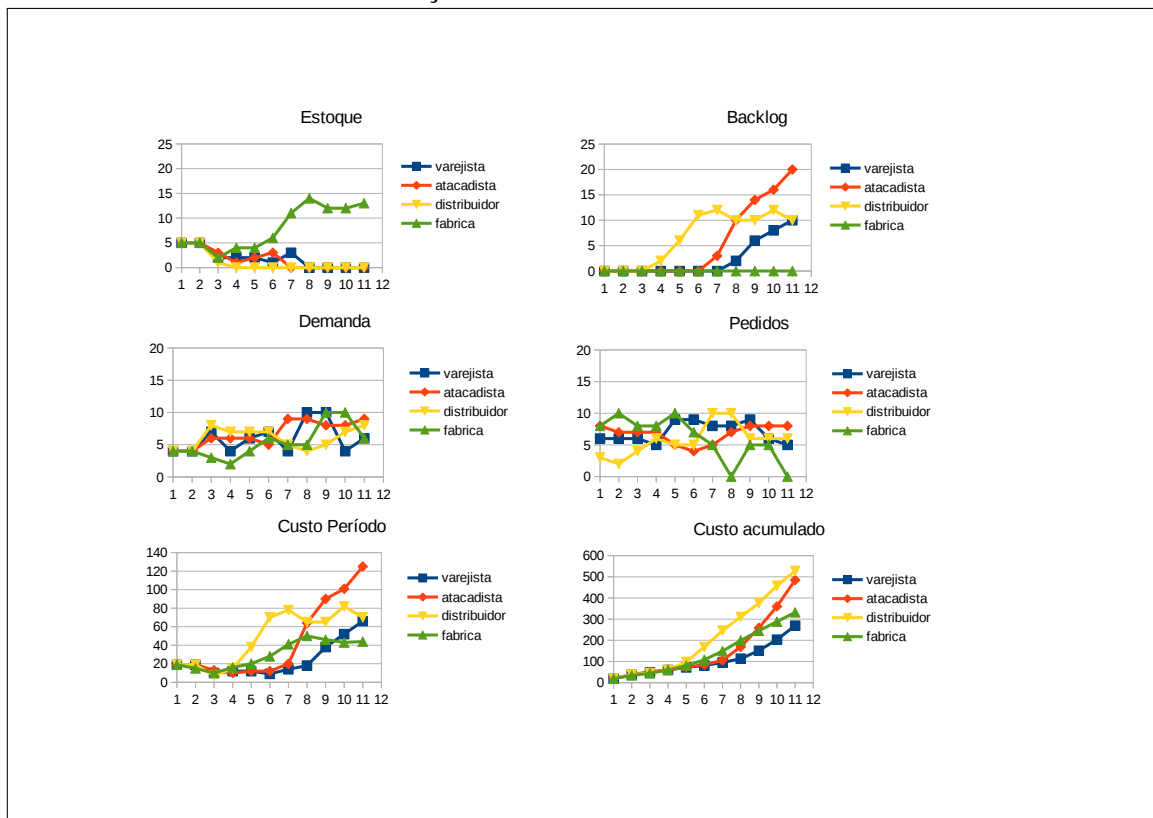 Estoque
25
20
15
10
5
0
1 2 3 4 5 6 7 8 9 10 11 12
varejista
atacadista
distribuidor
fabrica
Backlog
25
20
15
10
5
0
1 2 3 4 5 6 7 8 9 10 11 12
varejista
atacadista
distribuidor
fabrica
Demanda
20
15
10
5
0
1 2 3 4 5 6 7 8 9 10 11 12
varejista
atacadista
distribuidor
fabrica
Pedidos
20
15
10
5
0
1 2 3 4 5 6 7 8 9 10 11 12
varejista
atacadista
distribuidor
fabrica
Custo Período
140
120
100
80
60
40
20
0
1 2 3 4 5 6 7 8 9 10 11 12
varejista
atacadista
distribuidor
fabrica
Custo acumulado
600
500
400
300
200
100
0
1 2 3 4 5 6 7 8 9 10 11 12
varejista
atacadista
distribuidor
fabrica